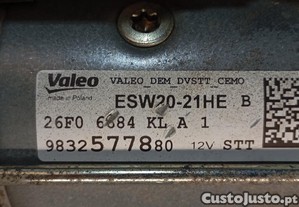 Valeo
made in Poland
VALEO_DEM_DVSTT_CEMO
ESW20-21HE B
26F0 6684 KL A 1
9832577880 12V STT
CustoJusto.pt